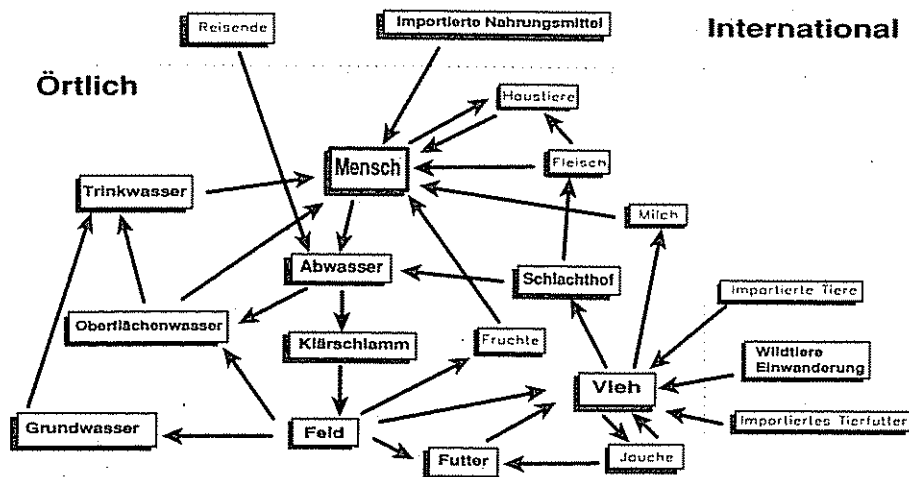 Reisende
Importierte Nahrungsmittel
International
Örtlich
Haustiere
Mensch
Fleisch
Trinkwasser
Milch
Abwasser
Schlachthof
Importierte Tiere
Oberflächenwasser
Klärschlamm
Fruchte
Wildtiere
Einwanderung
Vieh
Grundwasser
Feld
Importiertes Tierfutter
Futter
Jauche